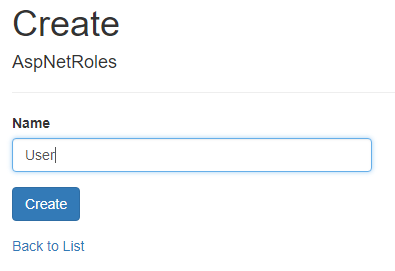 Create
AspNetRoles
Name
User
Create
Back to List